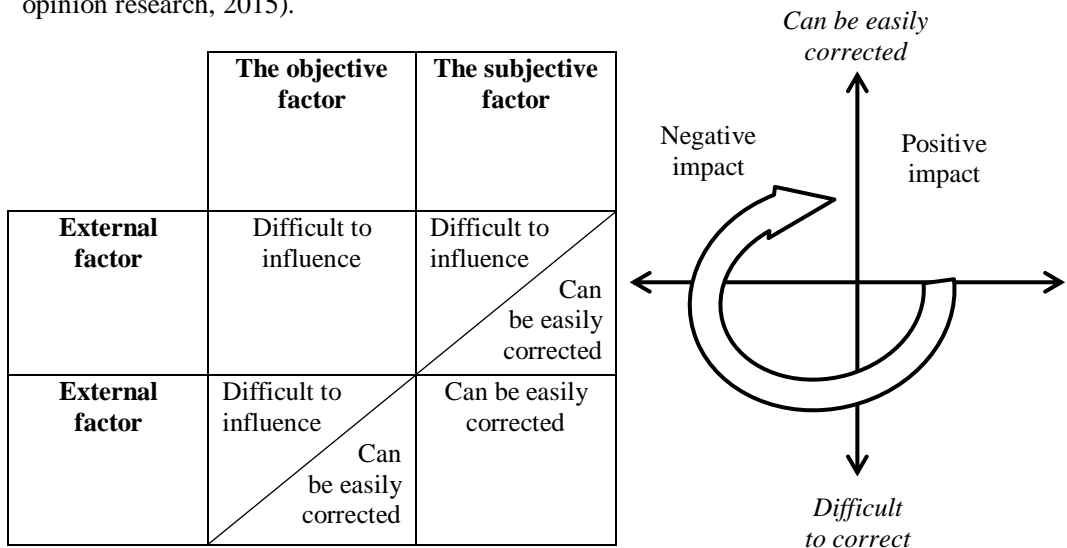 opinion research, 2015).
The objective
factor
The subjective
factor
External
factor
Difficult to
influence
Difficult to
influence
Can
be easily
corrected
External
factor
Difficult to
influence
Can
be easily
corrected
Can be easily
corrected
Can be easily
corrected
Negative
impact
Positive
impact
Difficult
to correct